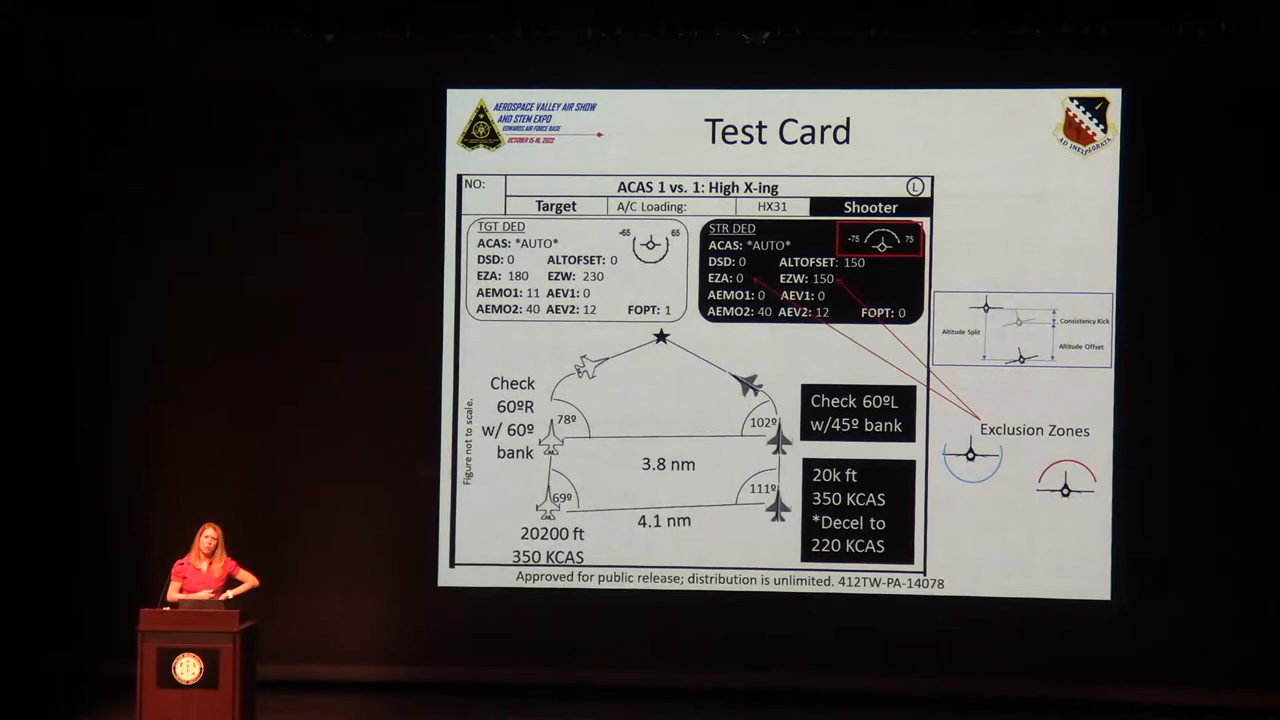 AEROSPACE VALLEY AIR SHOW
AND STEM EXPO
EDWARDS AIR FORCE BASE
OCTOBER 15-16, 2022
Test Card
AD INEXPLORATA
NO:
ACAS 1 vs. 1: High X-ing
L
Target
A/C Loading:
HX31
Shooter
TGT DED
ACAS: *AUTO*
-65 65
DSD: 0 ALTOFSET: 0
EZA: 180 EZW: 230
AEMO1: 11 AEV1: 0
AEMO2: 40 AEV2: 12 FOPT: 1
STR DED
ACAS: *AUTO*
-75 75
DSD: 0 ALTOFSET: 150
EZA: 0 EZW: 150
AEMO1: 0 AEV1: 0
AEMO2: 40 AEV2: 12 FOPT: 0
Consistency Kick
Altitude Split
Altitude Offset
Figure not to scale.
Check
60ºR
w/ 60º
bank
78º
102º
3.8 nm
69º
111º
4.1 nm
20200 ft
350 KCAS
Check 60ºL
w/45º bank
20k ft
350 KCAS
*Decel to
220 KCAS
Exclusion Zones
Approved for public release; distribution is unlimited. 412TW-PA-14078